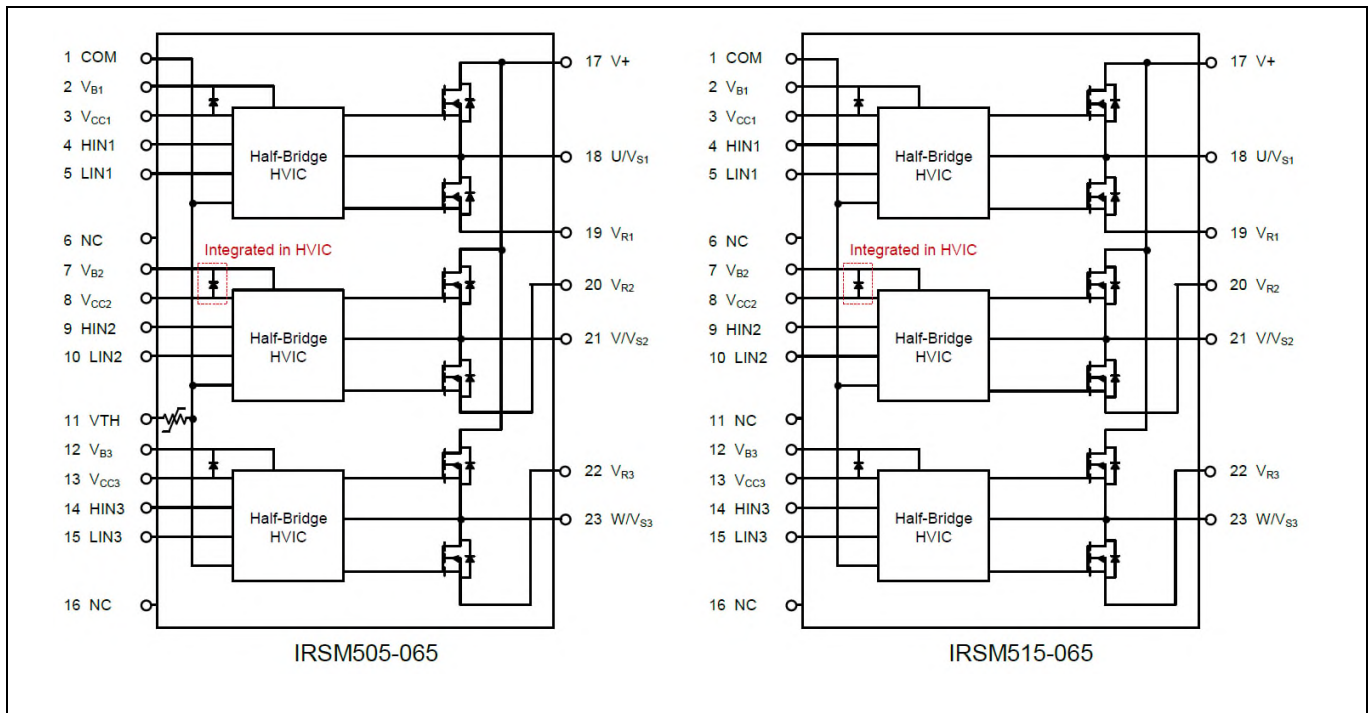 1 COM
2 VB1
3 VCC1
4 HIN1
5 LIN1
6 NC
7 VB2
8 VCC2
9 HIN2
10 LIN2
11 VTH
12 VB3
13 VCC3
14 HIN3
15 LIN3
16 NC
Half-Bridge
HVIC
Integrated in HVIC
Half-Bridge
HVIC
Half-Bridge
HVIC
17 V+
18 U/VS1
19 VR1
20 VR2
21 V/VS2
22 VR3
23 W/VS3
IRSM505-065
1 COM
2 VB1
3 VCC1
4 HIN1
5 LIN1
6 NC
7 VB2
8 VCC2
9 HIN2
10 LIN2
11 NC
12 VB3
13 VCC3
14 HIN3
15 LIN3
16 NC
Half-Bridge
HVIC
Integrated in HVIC
Half-Bridge
HVIC
Half-Bridge
HVIC
17 V+
18 U/VS1
19 VR1
20 VR2
21 V/VS2
22 VR3
23 W/VS3
IRSM515-065